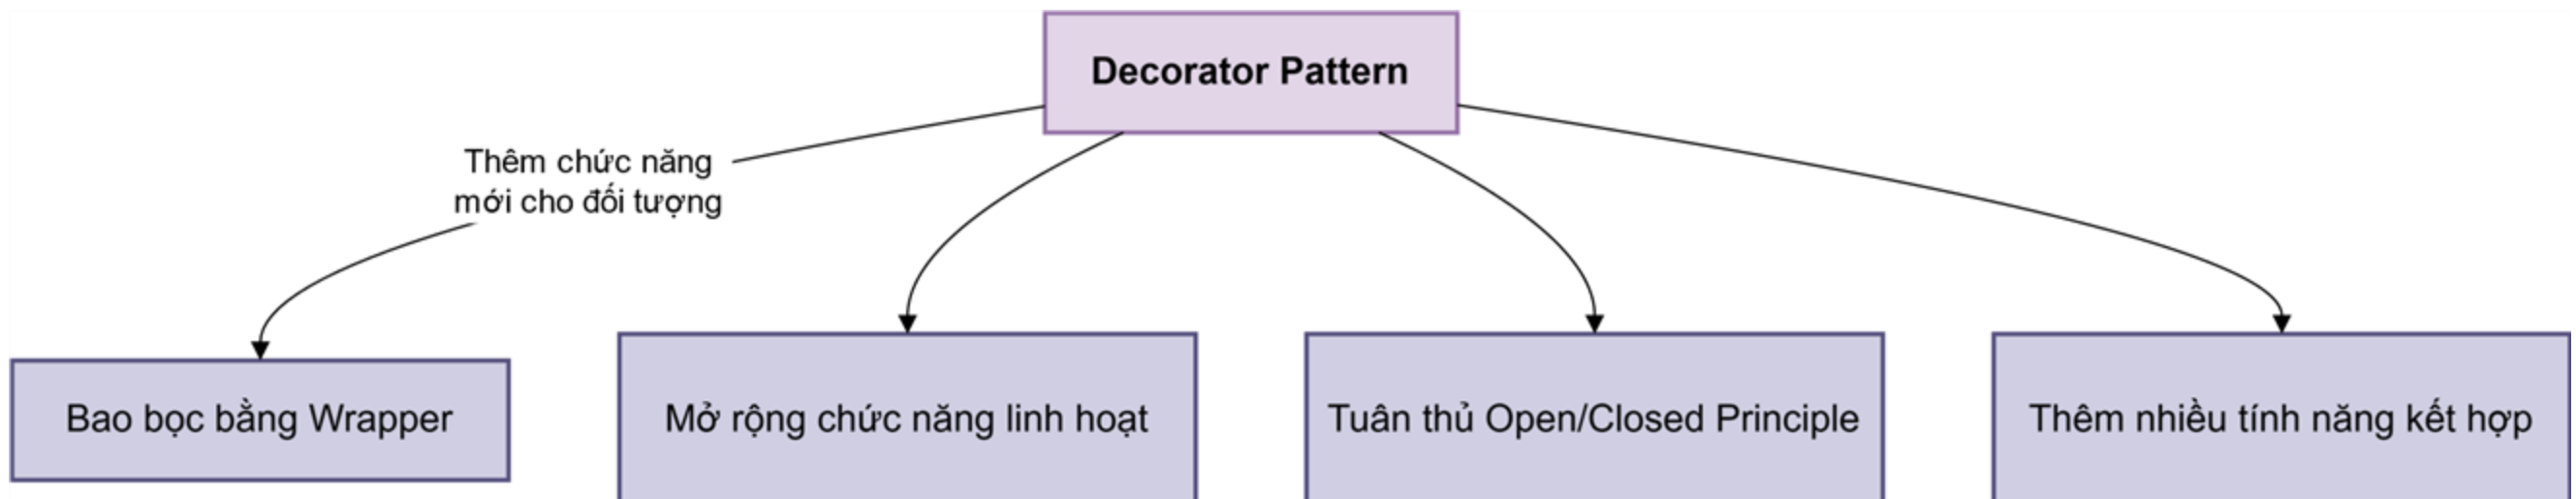 Decorator Pattern
Thêm chức năng
mới cho đối tượng
Bao bọc bằng Wrapper
Mở rộng chức năng linh hoạt
Tuân thủ Open/Closed Principle
Thêm nhiều tính năng kết hợp